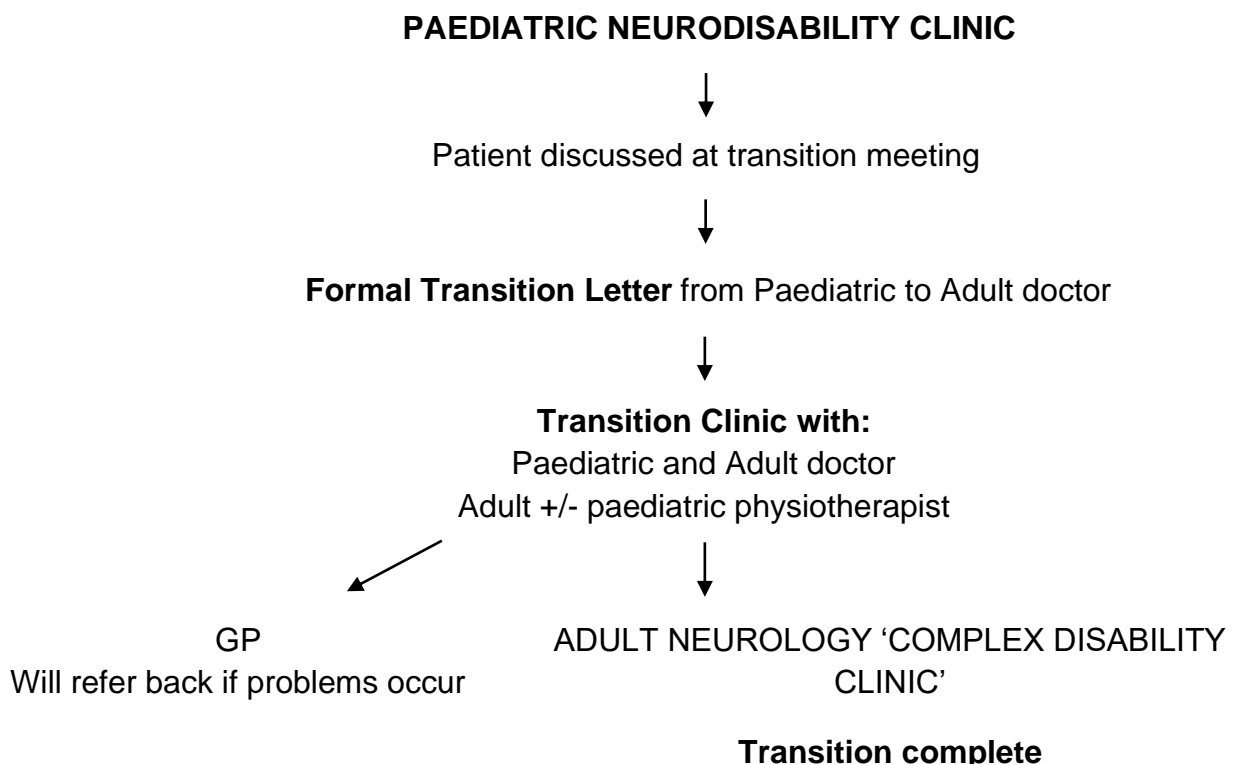 PAEDIATRIC NEURODISABILITY CLINIC
Patient discussed at transition meeting
Formal Transition Letter from Paediatric to Adult doctor
Transition Clinic with:
Paediatric and Adult doctor
Adult +/- paediatric physiotherapist
GP
Will refer back if problems occur
ADULT NEUROLOGY ‘COMPLEX DISABILITY
CLINIC’
Transition complete